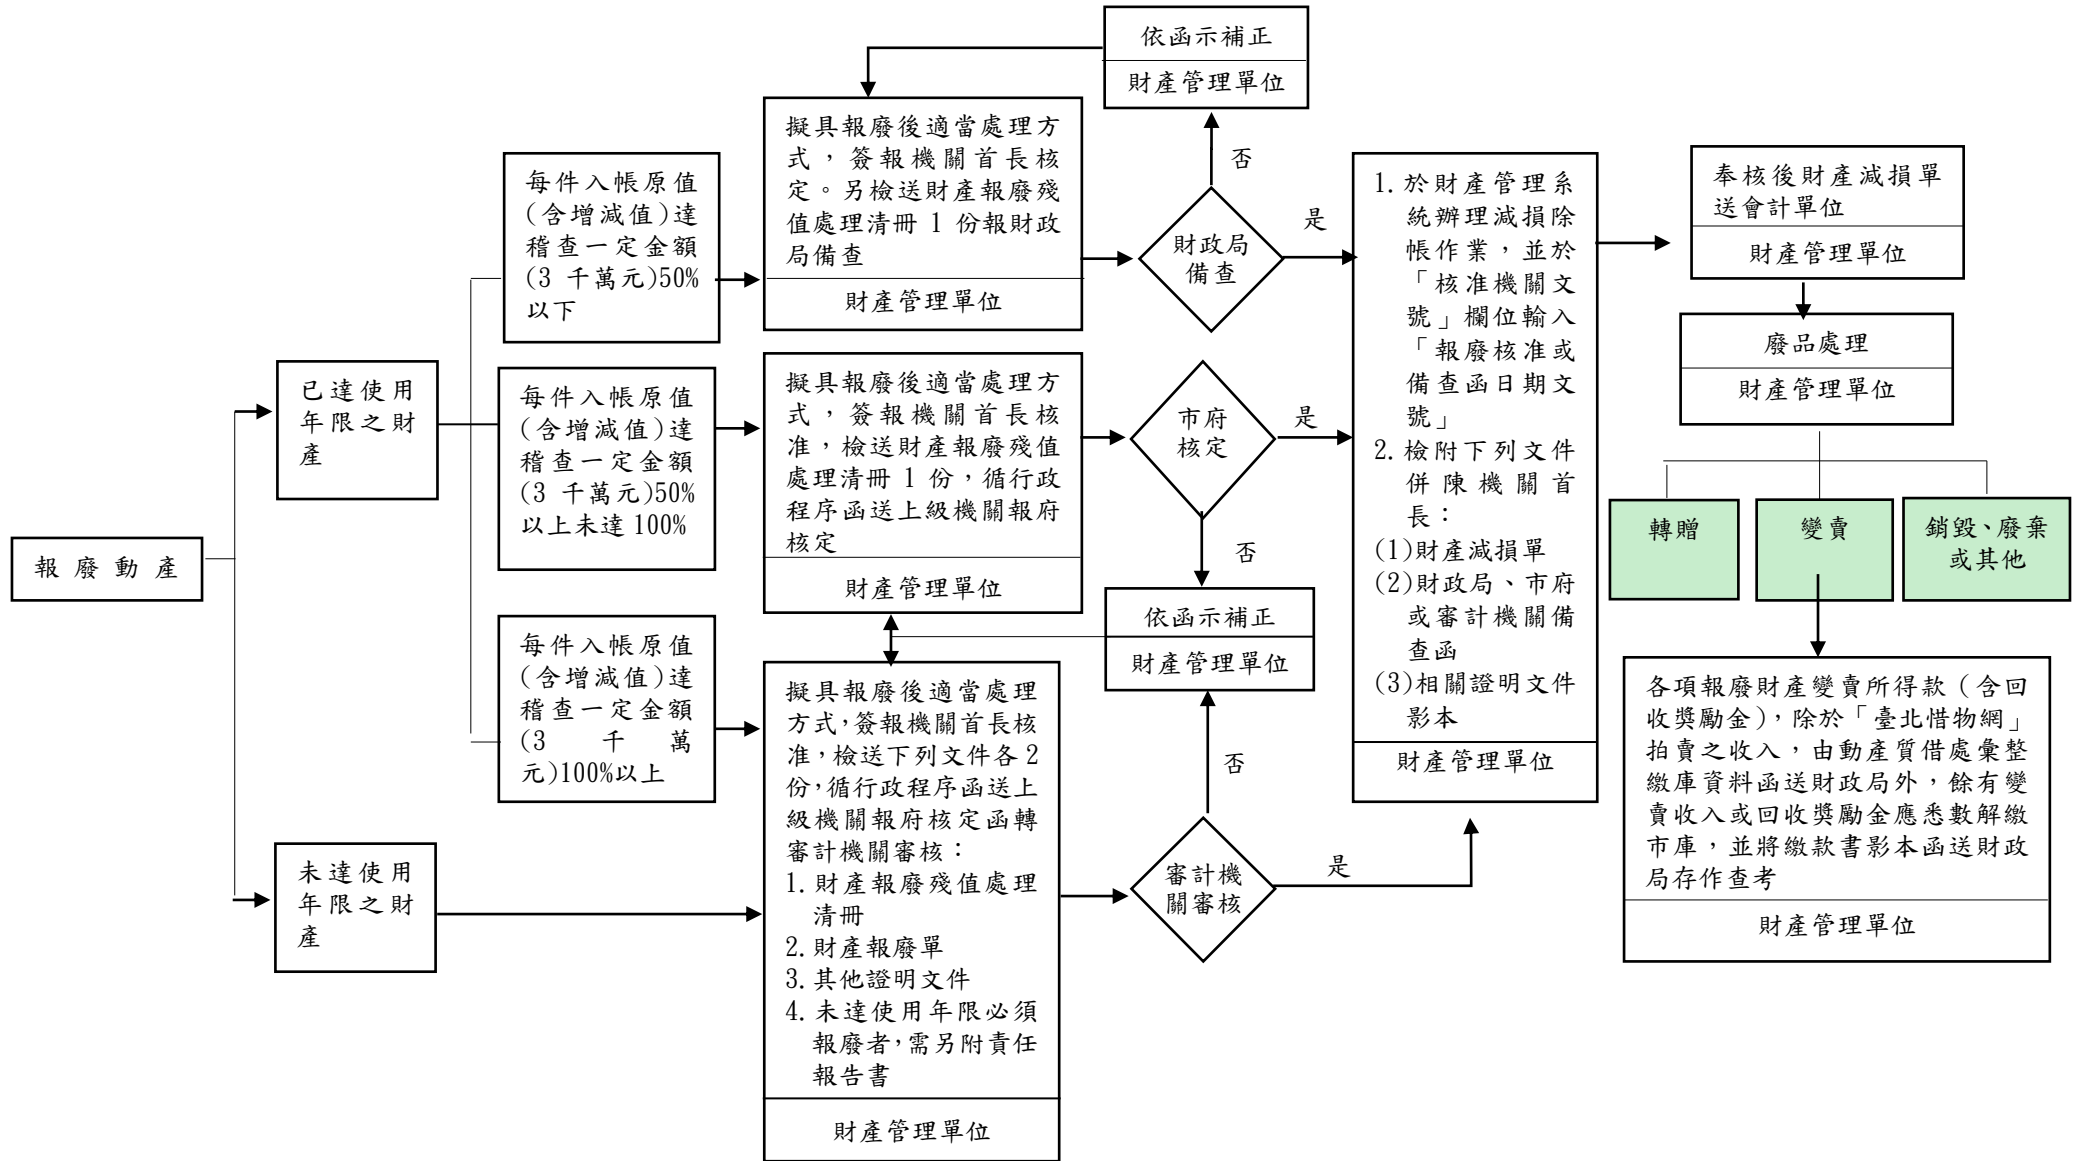 報廢動產
已達使用
年限之財
產
未達使用
年限之財
產
每件入帳原值
(含增減值)達
稽查一定金額
(3 千萬元)50%
以下
每件入帳原值
(含增減值)達
稽查一定金額
(3 千萬元)50%
以上未達 100%
每件入帳原值
(含增減值)達
稽查一定金額
(3 千萬
元)100%以上
擬具報廢後適當處理方
式，簽報機關首長核
定。另檢送財產報廢殘
值處理清冊 1 份報財政
局備查
財產管理單位
擬具報廢後適當處理方
式，簽報機關首長核
准，檢送財產報廢殘值
處理清冊 1 份，循行政
程序函送上級機關報府
核定
財產管理單位
擬具報廢後適當處理
方式，簽報機關首長核
准，檢送下列文件各 2
份，循行政程序函送上
級機關報府核定函轉
審計機關審核：
1. 財產報廢殘值處理
清冊
2. 財產報廢單
3. 其他證明文件
4. 未達使用年限必須
報廢者，需另附責任
報告書
財產管理單位
依函示補正
財產管理單位
否
財政局
備查
是
市府
核定
是
否
依函示補正
財產管理單位
否
審計機
關審核
是
1. 於財產管理系
統辦理減損除
帳作業，並於
「核准機關文
號」欄位輸入
「報廢核准或
備查函日期文
號」
2. 檢附下列文件
併陳機關首
長：
(1)財產減損單
(2)財政局、市府
或審計機關備
查函
(3)相關證明文件
影本
財產管理單位
奉核後財產減損單
送會計單位
財產管理單位
廢品處理
財產管理單位
轉贈
變賣
銷毀、廢棄
或其他
各項報廢財產變賣所得款（含回
收獎勵金），除於「臺北惜物網」
拍賣之收入，由動產質借處彙整
繳庫資料函送財政局外，餘有變
賣收入或回收獎勵金應悉數解繳
市庫，並將繳款書影本函送財政
局存作查考
財產管理單位